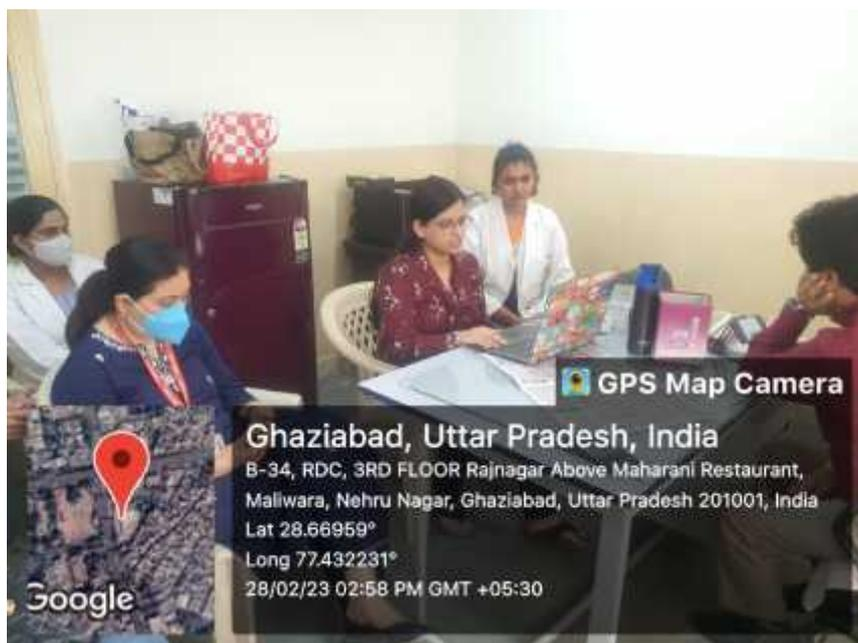 GPS Map Camera
Ghaziabad, Uttar Pradesh, India
B-34, RDC, 3RD FLOOR Rajnagar Above Maharani Restaurant,
Maliwara, Nehru Nagar, Ghaziabad, Uttar Pradesh 201001, India
Lat 28.66959°
Long 77.432231°
28/02/23 02:58 PM GMT +05:30
Google